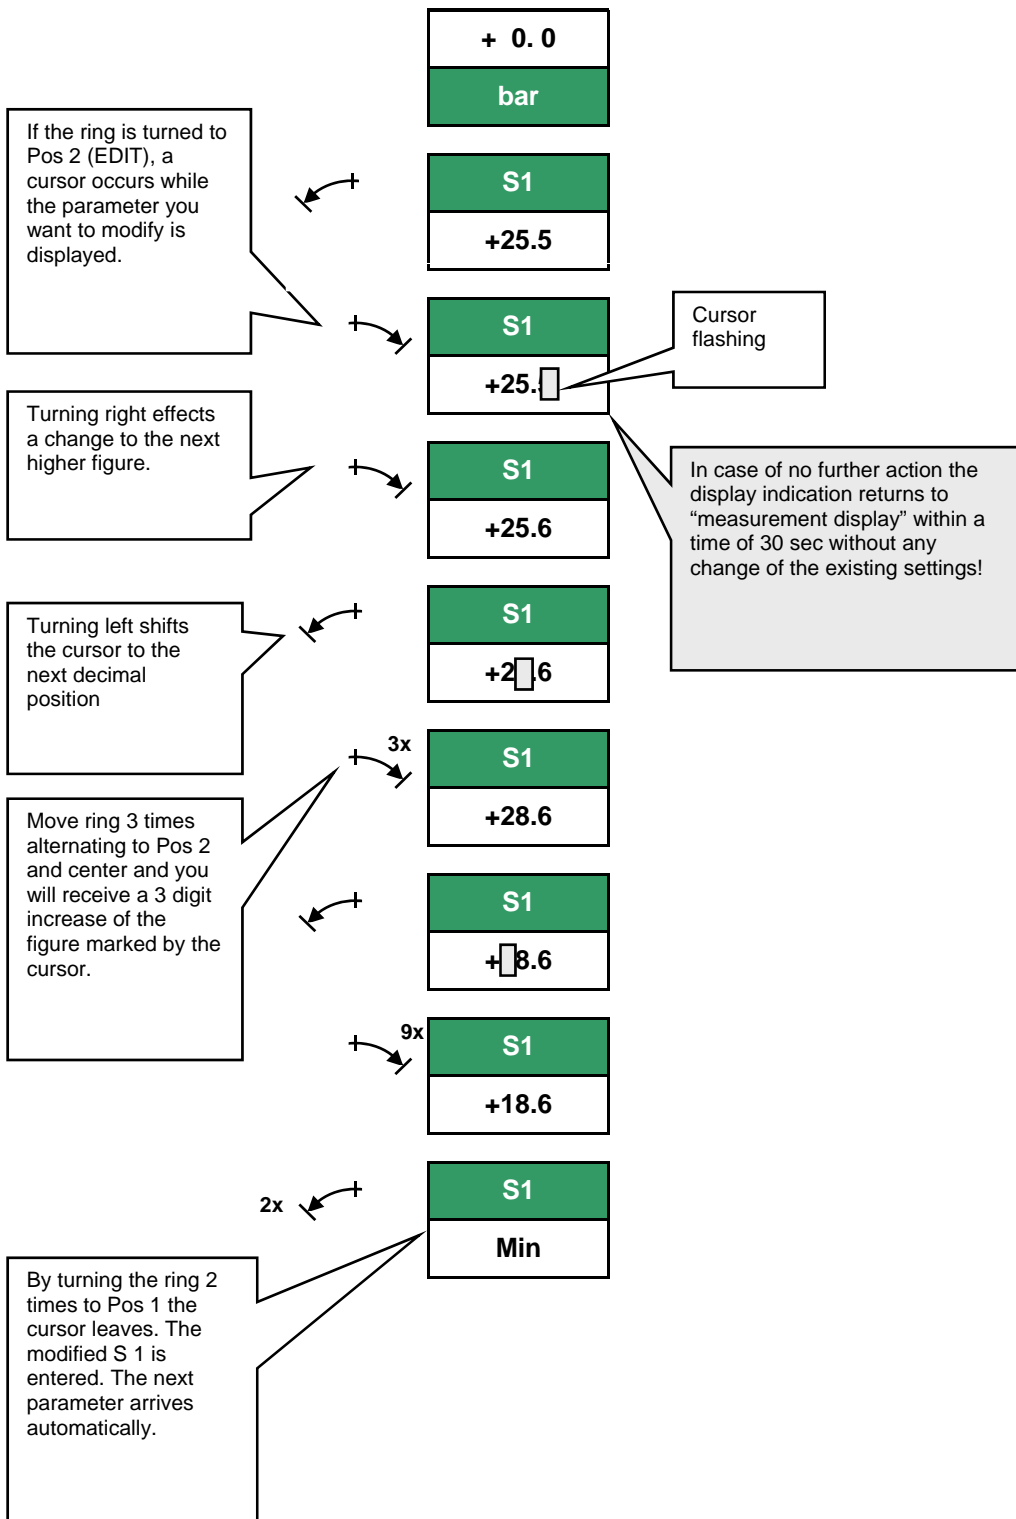 + 0. 0
bar
If the ring is turned to
Pos 2 (EDIT), a
cursor occurs while
the parameter you
want to modify is
displayed.
S1
+25.5
S1
+25.
Cursor
flashing
Turning right effects
a change to the next
higher figure.
S1
+25.6
In case of no further action the
display indication returns to
“measurement display” within a
time of 30 sec without any
change of the existing settings!
Turning left shifts
the cursor to the
next decimal
position
S1
+2 .6
3x
S1
+28.6
Move ring 3 times
alternating to Pos 2
and center and you
will receive a 3 digit
increase of the
figure marked by the
cursor.
S1
+ 8.6
9x
S1
+18.6
2x
S1
Min
By turning the ring 2
times to Pos 1 the
cursor leaves. The
modified S 1 is
entered. The next
parameter arrives
automatically.